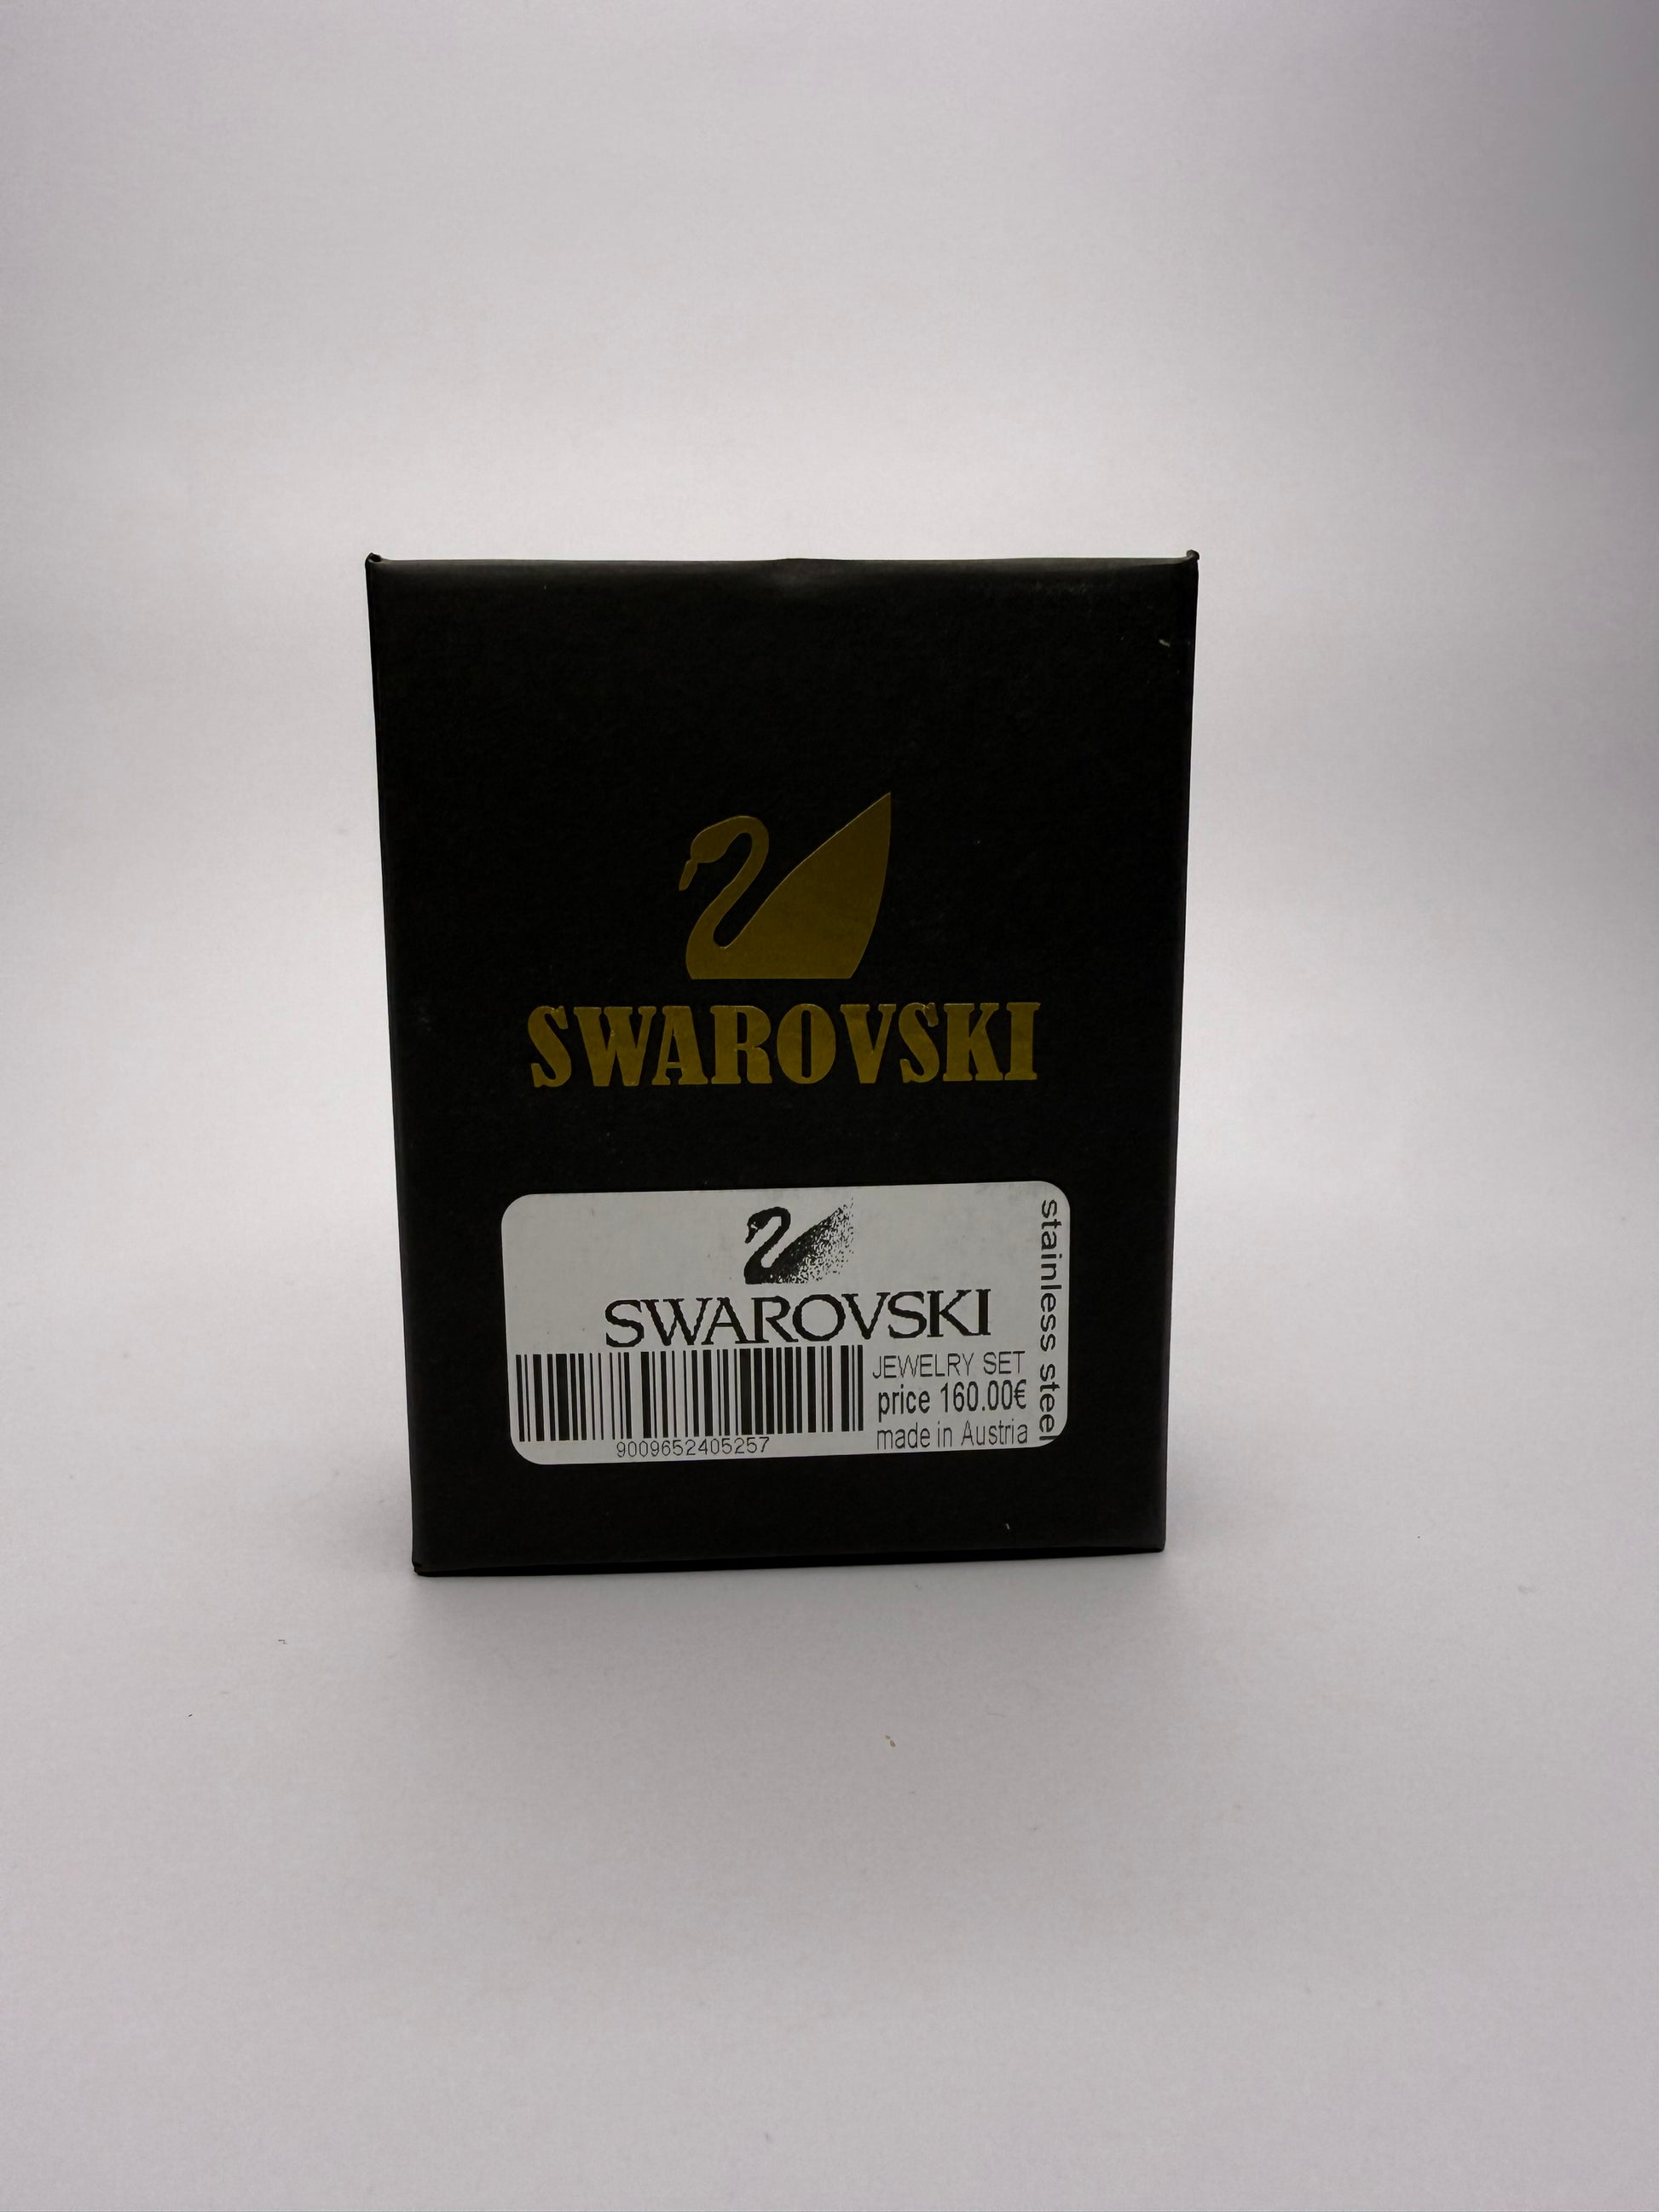 SWAROVSKI
SWAROVSKI
JEWELRY SET
price 160.00€
made in Austria
9009652405257
stainless steel